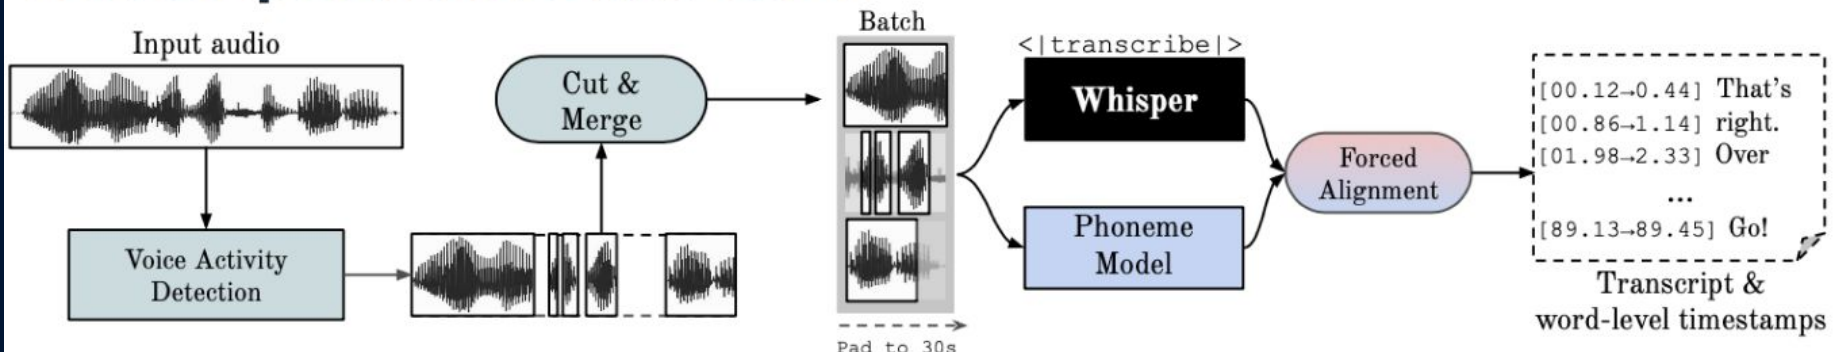 Input audio
Voice Activity
Detection
Cut &
Merge
Batch
Pad to 30s
<|transcribe|>
Whisper
Phoneme
Model
Forced
Alignment
[00.12→0.44] That's
[00.86→1.14] right.
[01.98→2.33] Over
...
[89.13→89.45] Go!
Transcript &
word-level timestamps